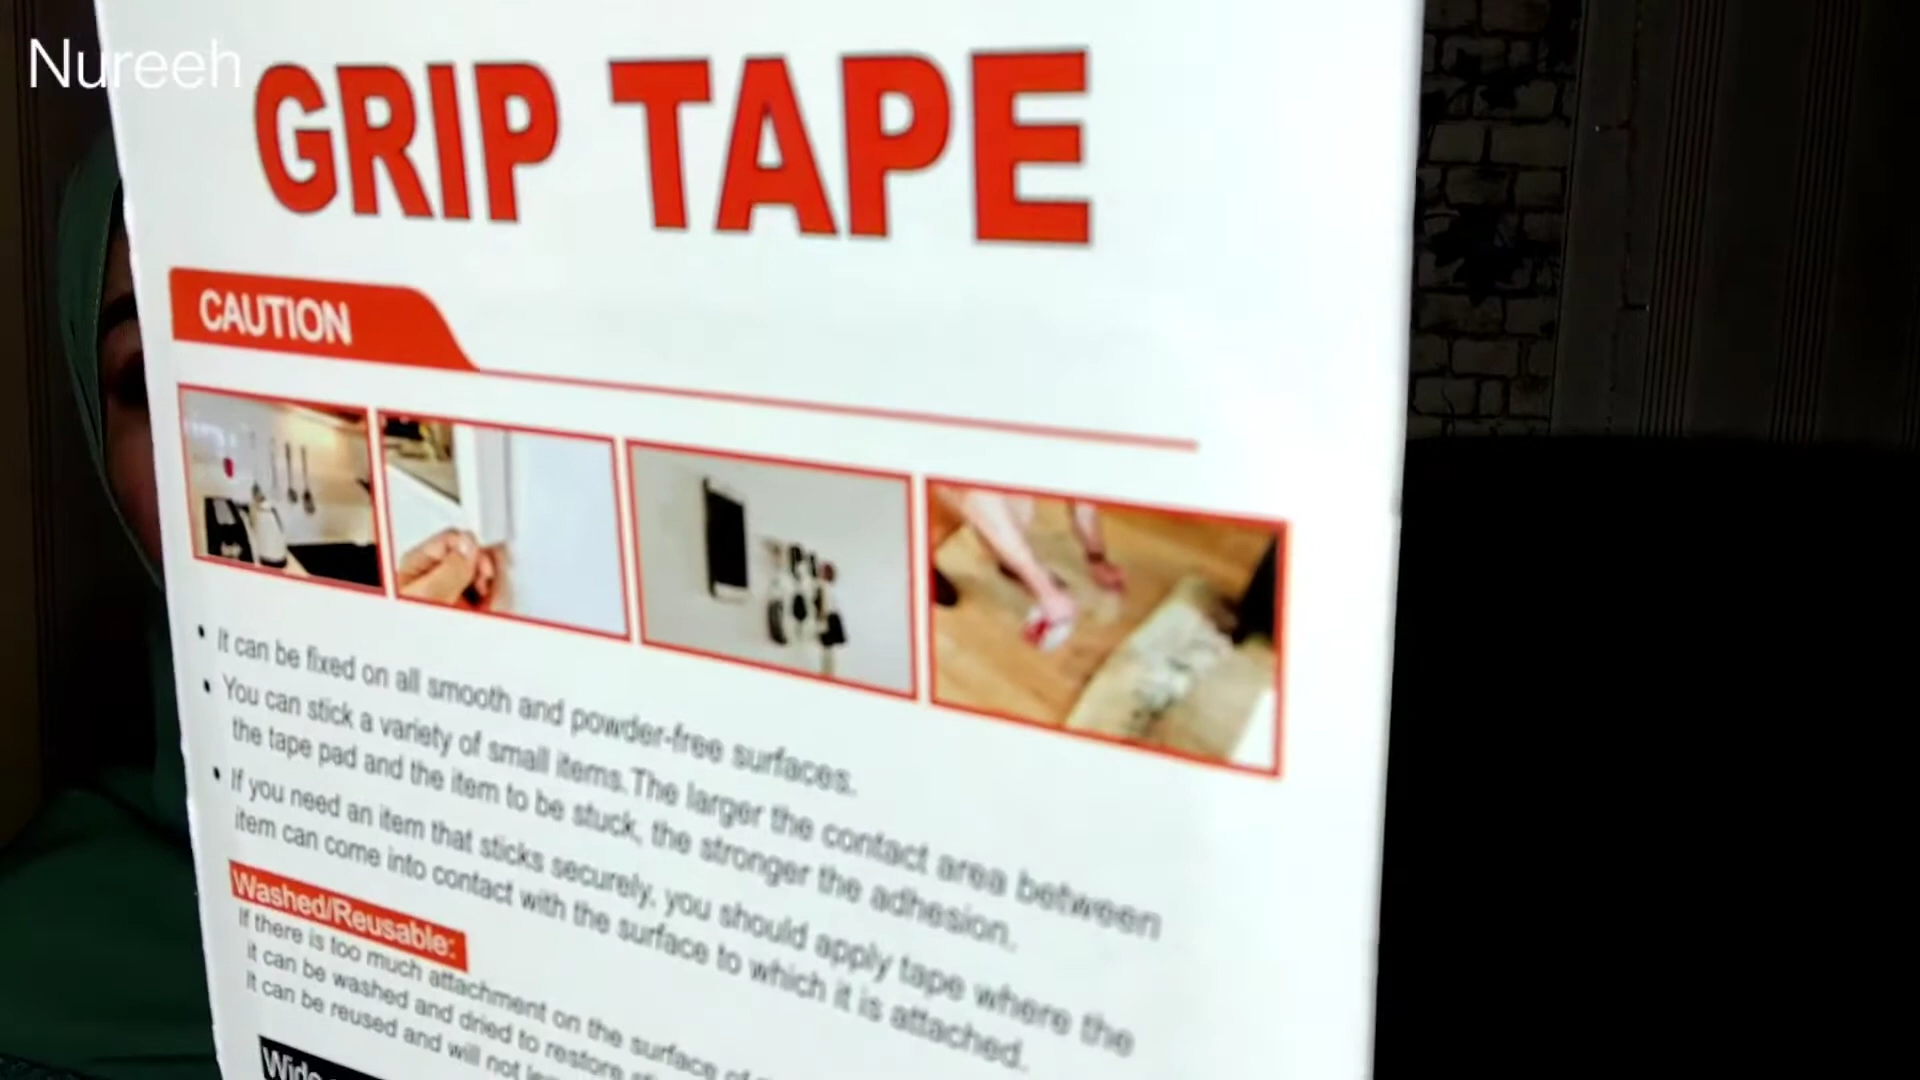 Nureeh
GRIP TAPE
CAUTION
• It can be fixed on all smooth and powder-free surfaces.
• You can stick a variety of small items.The larger the contact area between
the tape pad and the item to be stuck, the stronger the adhesion.
• If you need an item that sticks securely, you should apply tape where the
item can come into contact with the surface to which it is attached.
Washed/Reusable:
If there is too much attachment on the surface of
it can be washed and dried to restore
It can be reused and will not